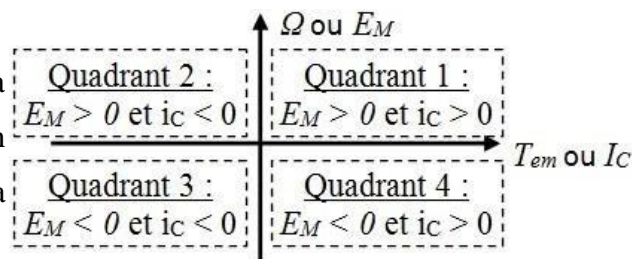 Ω ou E_M
a
Quadrant 2 :
E_M > 0 et i_C < 0
Quadrant 1 :
E_M > 0 et i_C > 0
n
T_em ou I_C
a
Quadrant 3 :
E_M < 0 et i_C < 0
Quadrant 4 :
E_M < 0 et i_C > 0